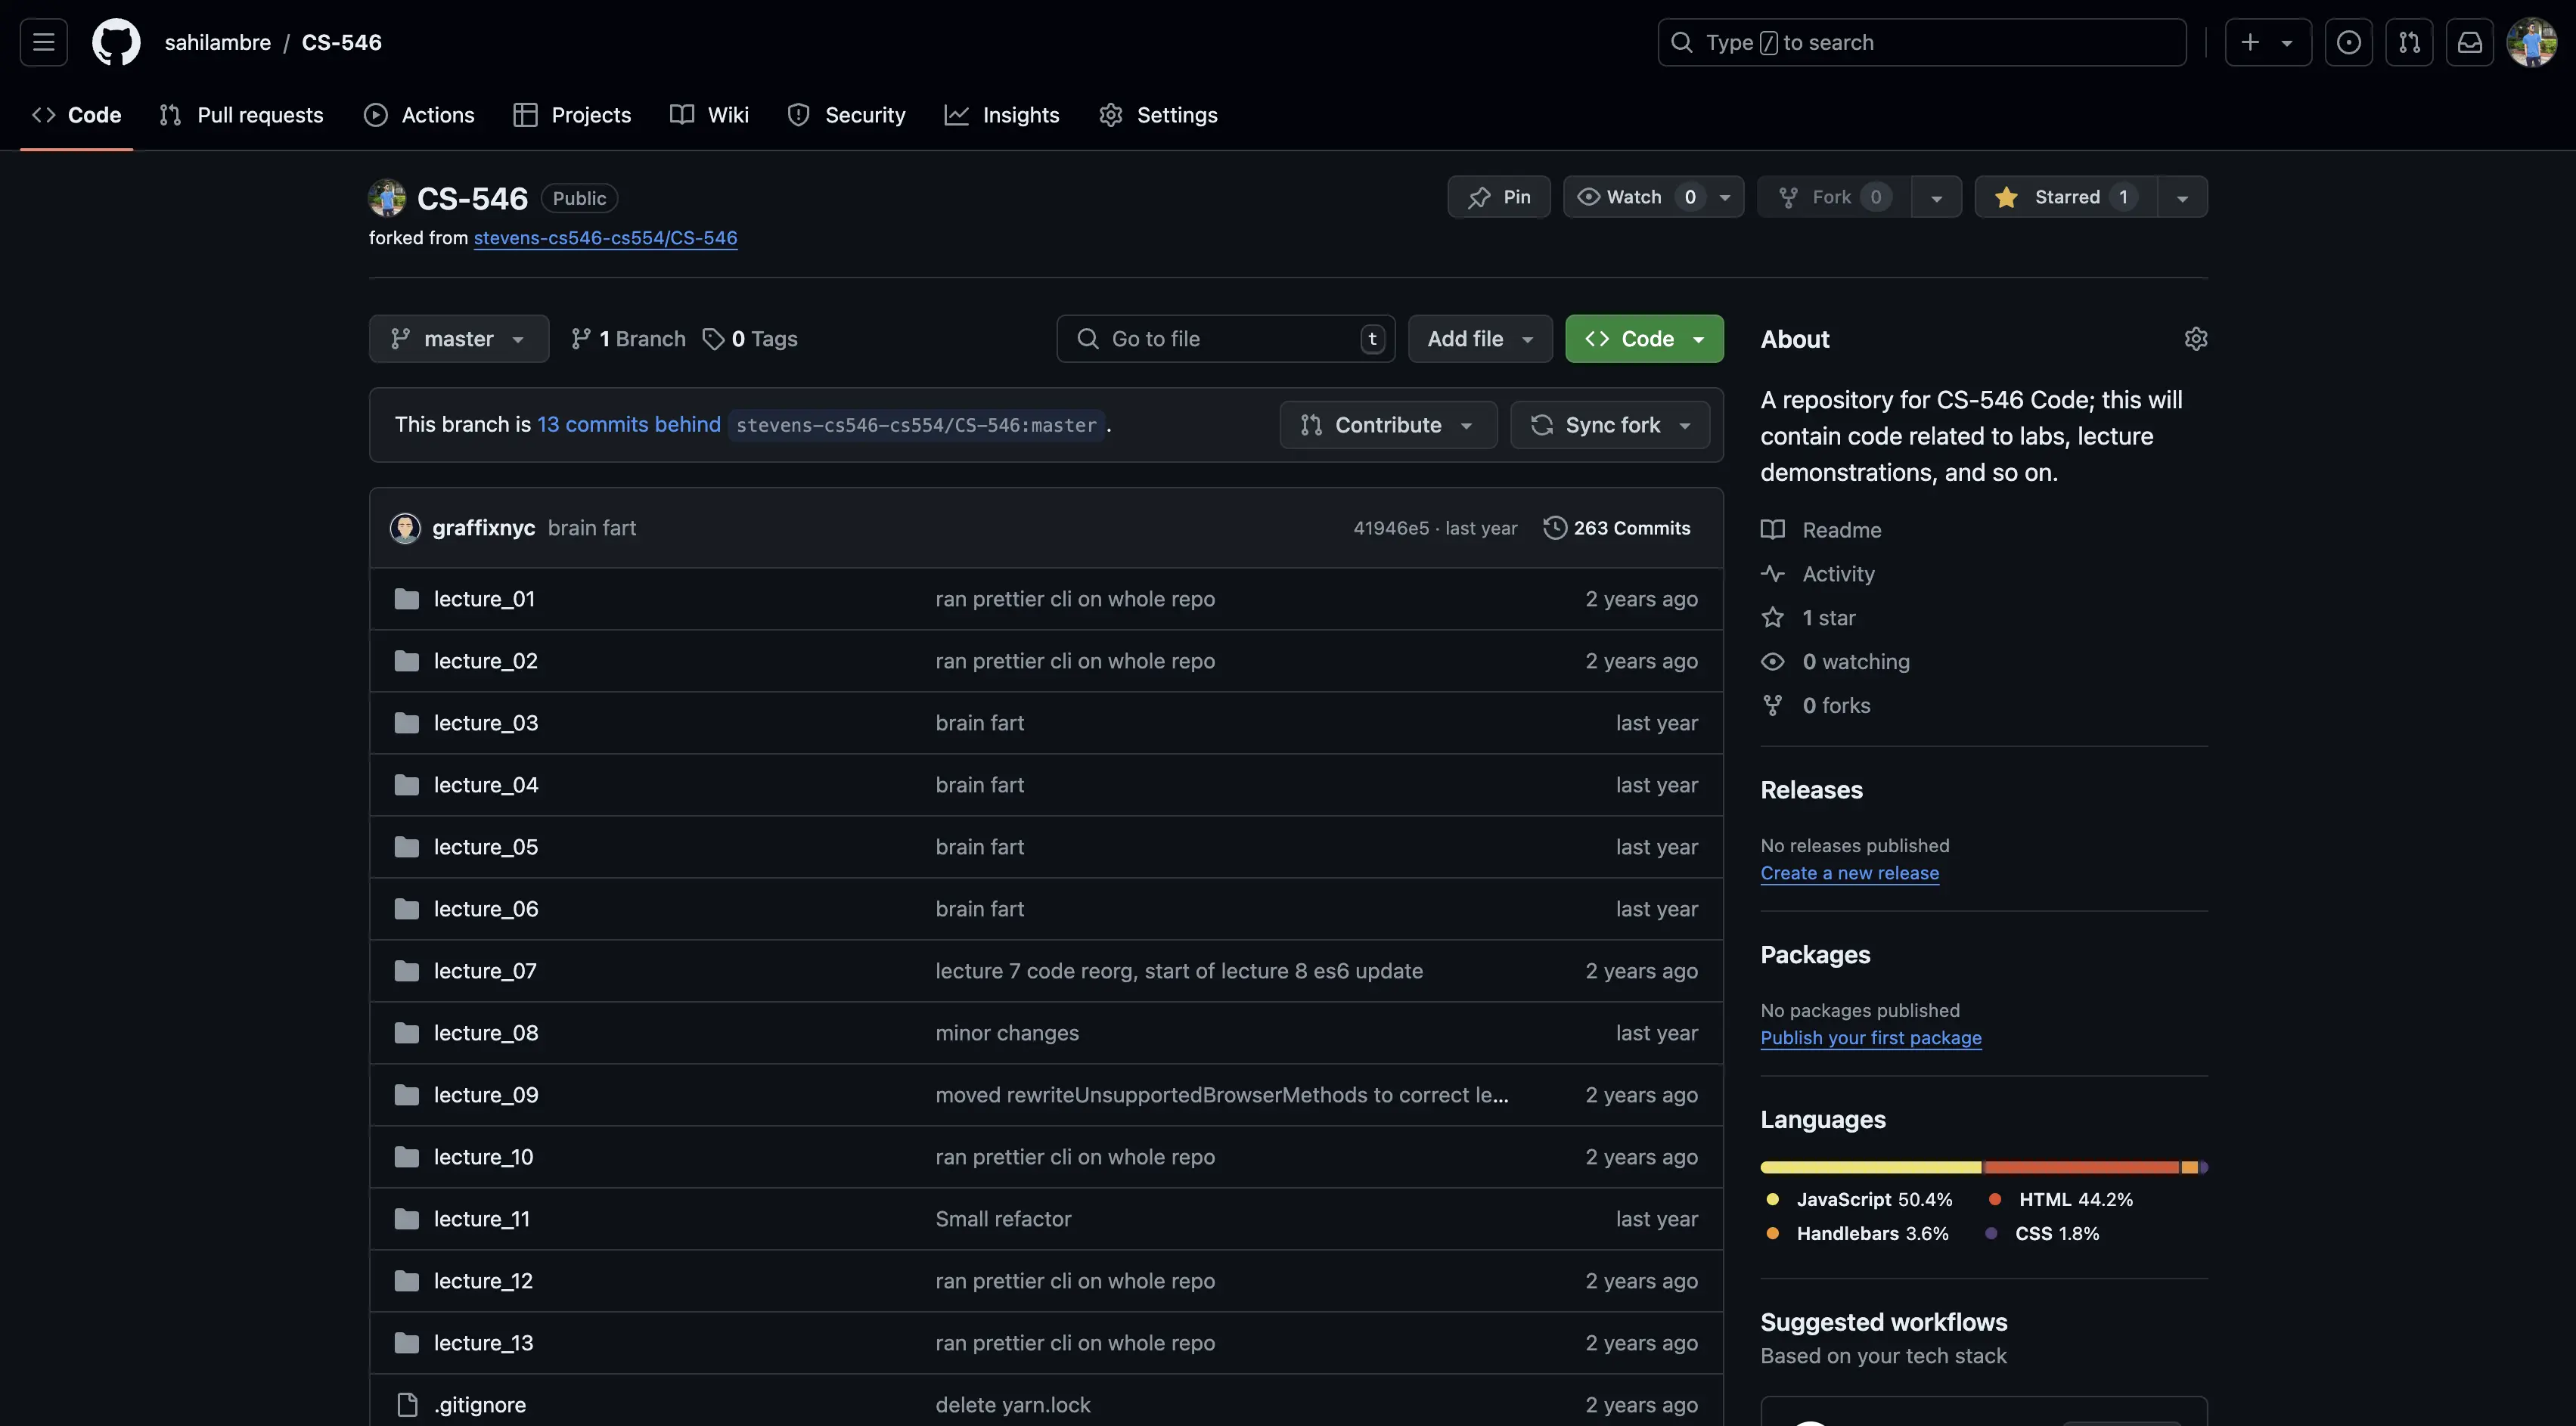 sahilambre / CS-546
Type / to search
Code
Pull requests
Actions
Projects
Wiki
Security
Insights
Settings
CS-546 Public
Pin
Watch 0
Fork 0
Starred 1
forked from stevens-cs546-cs554/CS-546
master
1 Branch
0 Tags
Go to file t
Add file
Code
This branch is 13 commits behind stevens-cs546-cs554/CS-546:master .
Contribute
Sync fork
graffixnyc brain fart 41946e5 · last year 263 Commits
lecture_01 ran prettier cli on whole repo 2 years ago
lecture_02 ran prettier cli on whole repo 2 years ago
lecture_03 brain fart last year
lecture_04 brain fart last year
lecture_05 brain fart last year
lecture_06 brain fart last year
lecture_07 lecture 7 code reorg, start of lecture 8 es6 update 2 years ago
lecture_08 minor changes last year
lecture_09 moved rewriteUnsupportedBrowserMethods to correct le... 2 years ago
lecture_10 ran prettier cli on whole repo 2 years ago
lecture_11 Small refactor last year
lecture_12 ran prettier cli on whole repo 2 years ago
lecture_13 ran prettier cli on whole repo 2 years ago
.gitignore delete yarn.lock 2 years ago
About
A repository for CS-546 Code; this will
contain code related to labs, lecture
demonstrations, and so on.
Readme
Activity
1 star
0 watching
0 forks
Releases
No releases published
Create a new release
Packages
No packages published
Publish your first package
Languages
JavaScript 50.4% HTML 44.2%
Handlebars 3.6% CSS 1.8%
Suggested workflows
Based on your tech stack